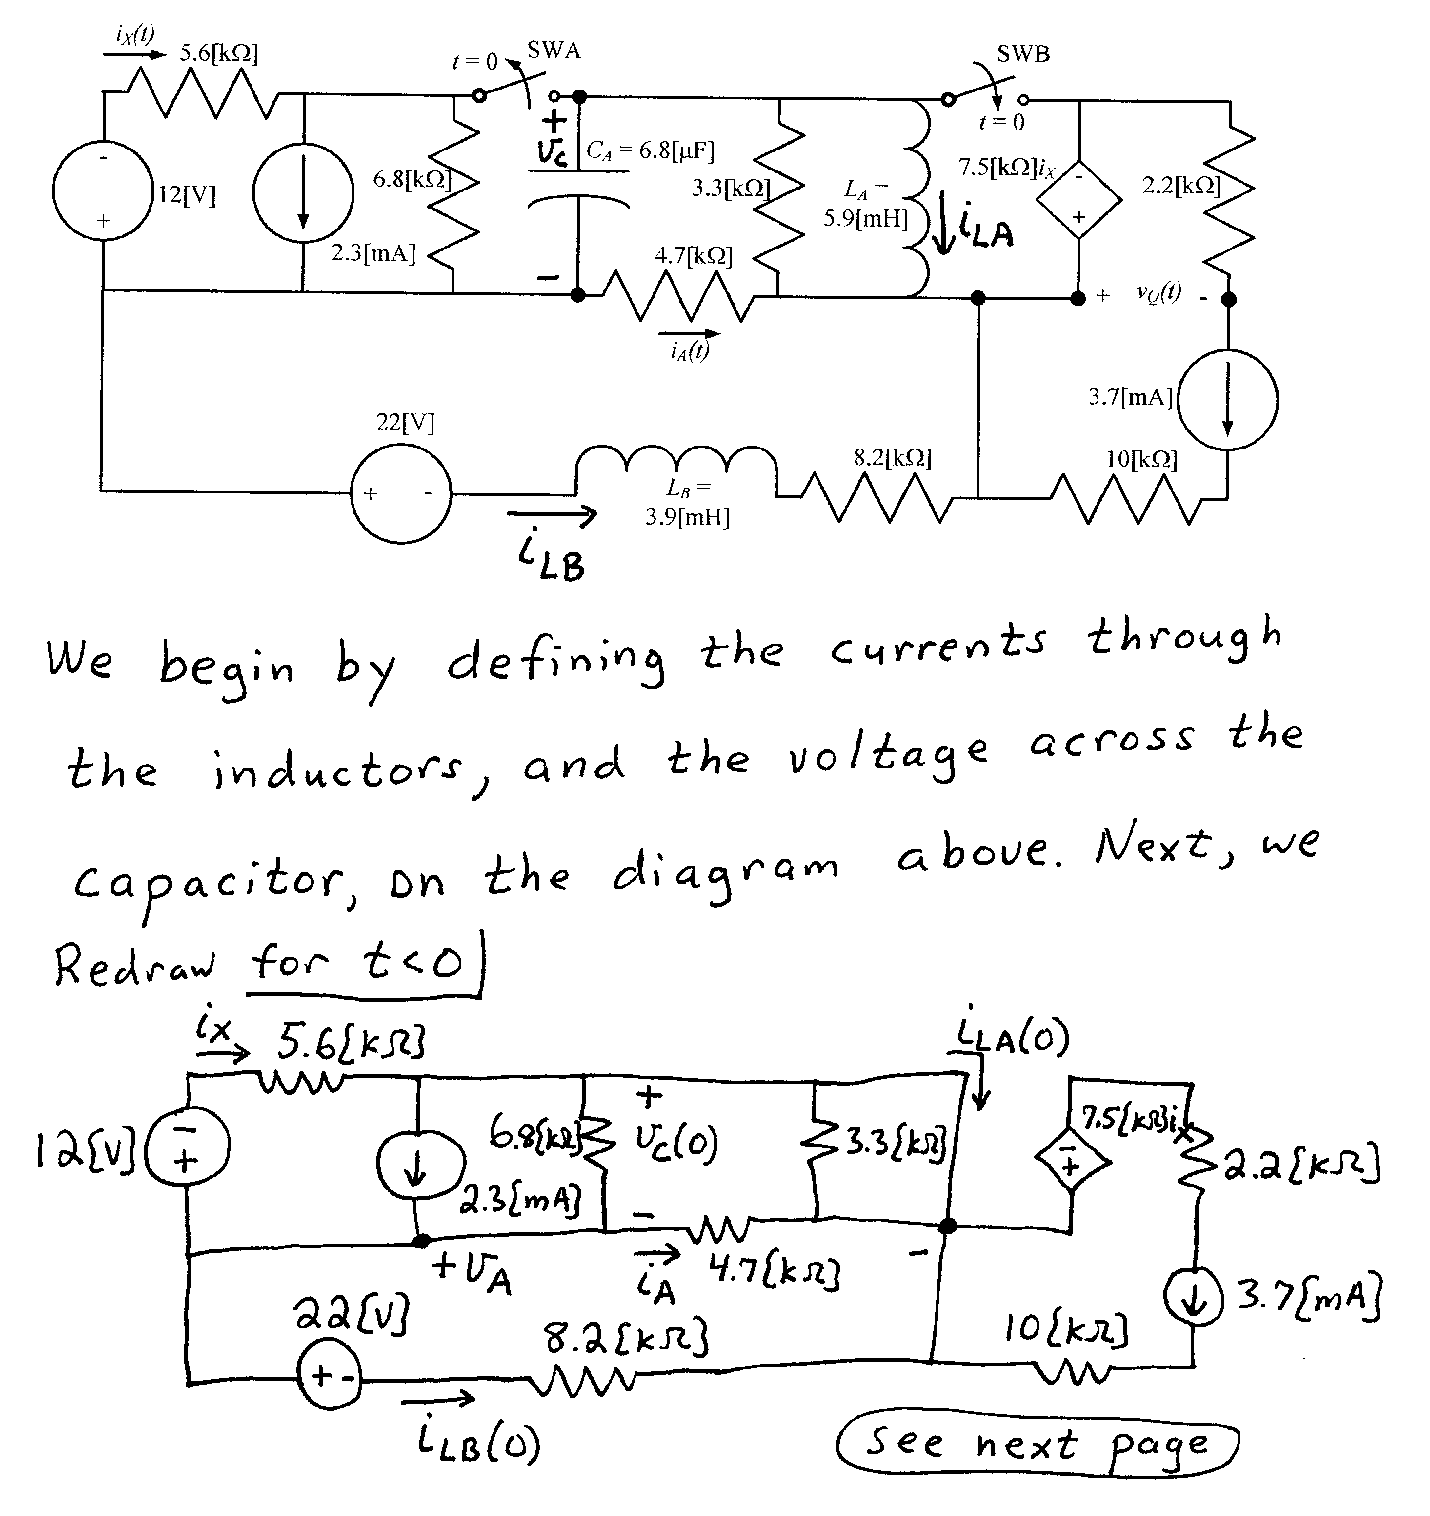 iX(t)
5.6[kΩ]
t = 0
SWA
SWB
t = 0
-
12[V]
+
2.3[mA]
6.8[kΩ]
+
vC
-
CA = 6.8[μF]
3.3[kΩ]
LA =
5.9[mH]
iLA
7.5[kΩ]iX
-
+
2.2[kΩ]
4.7[kΩ]
iA(t)
+ vQ(t) -
3.7[mA]
22[V]
+ -
LB =
3.9[mH]
iLB
8.2[kΩ]
10[kΩ]
We begin by defining the currents through
the inductors, and the voltage across the
capacitor, on the diagram above. Next, we
Redraw for t<0
iX
5.6[kΩ]
iLA(0)
12[V]
-
+
2.3[mA]
6.8[kΩ]
+
vC(0)
-
3.3[kΩ]
7.5[kΩ]iX
-
+
2.2[kΩ]
+ vA
-
iA
4.7[kΩ]
3.7[mA]
22[V]
+ -
8.2[kΩ]
10[kΩ]
iLB(0)
see next page